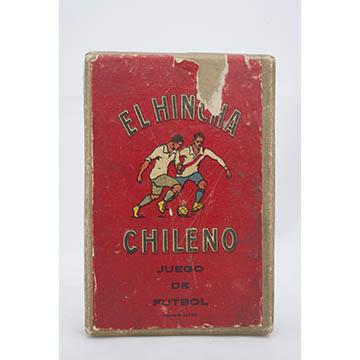 EL HINCHA
CHILENO
JUEGO
DE
FUTBOL